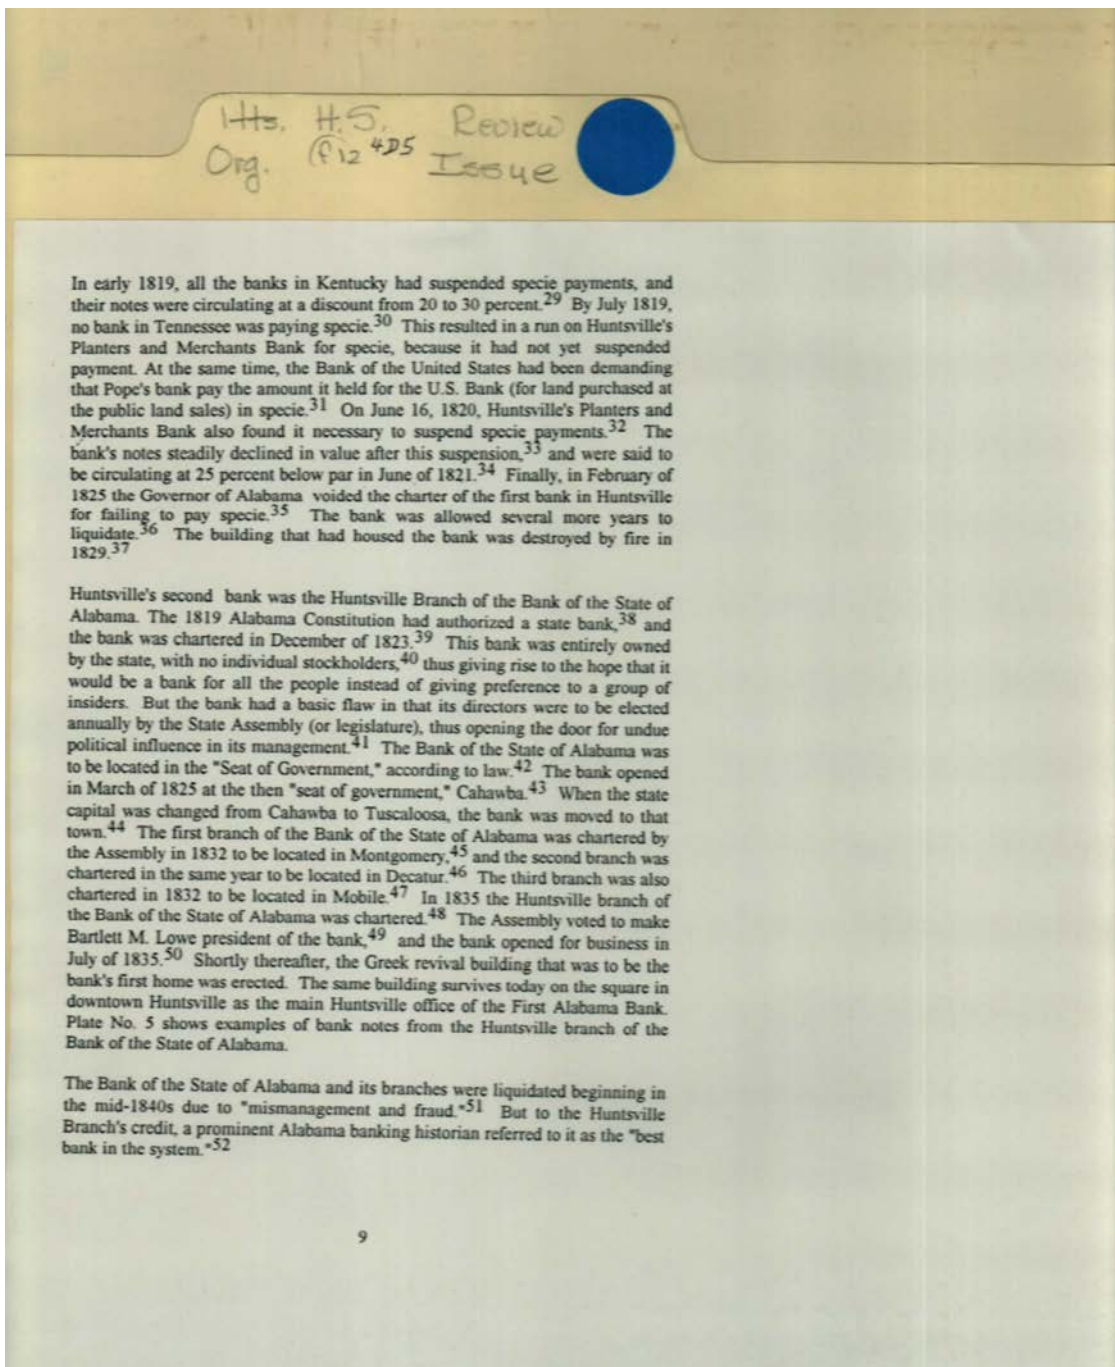 Hts. H.S. Review
Org. f12 4D5 Issue
In early 1819, all the banks in Kentucky had suspended specie payments, and
their notes were circulating at a discount from 20 to 30 percent.29 By July 1819,
no bank in Tennessee was paying specie.30 This resulted in a run on Huntsville's
Planters and Merchants Bank for specie, because it had not yet suspended
payment. At the same time, the Bank of the United States had been demanding
that Pope's bank pay the amount it held for the U.S. Bank (for land purchased at
the public land sales) in specie.31 On June 16, 1820, Huntsville's Planters and
Merchants Bank also found it necessary to suspend specie payments.32 The
bank's notes steadily declined in value after this suspension,33 and were said to
be circulating at 25 percent below par in June of 1821.34 Finally, in February of
1825 the Governor of Alabama voided the charter of the first bank in Huntsville
for failing to pay specie.35 The bank was allowed several more years to
liquidate.36 The building that had housed the bank was destroyed by fire in
1829.37
Huntsville's second bank was the Huntsville Branch of the Bank of the State of
Alabama. The 1819 Alabama Constitution had authorized a state bank,38 and
the bank was chartered in December of 1823.39 This bank was entirely owned
by the state, with no individual stockholders,40 thus giving rise to the hope that it
would be a bank for all the people instead of giving preference to a group of
insiders. But the bank had a basic flaw in that its directors were to be elected
annually by the State Assembly (or legislature), thus opening the door for undue
political influence in its management.41 The Bank of the State of Alabama was
to be located in the "Seat of Government," according to law.42 The bank opened
in March of 1825 at the then "seat of government," Cahawba.43 When the state
capital was changed from Cahawba to Tuscaloosa, the bank was moved to that
town.44 The first branch of the Bank of the State of Alabama was chartered by
the Assembly in 1832 to be located in Montgomery,45 and the second branch was
chartered in the same year to be located in Decatur.46 The third branch was also
chartered in 1832 to be located in Mobile.47 In 1835 the Huntsville branch of
the Bank of the State of Alabama was chartered.48 The Assembly voted to make
Bartlett M. Lowe president of the bank,49 and the bank opened for business in
July of 1835.50 Shortly thereafter, the Greek revival building that was to be the
bank's first home was erected. The same building survives today on the square in
downtown Huntsville as the main Huntsville office of the First Alabama Bank.
Plate No. 5 shows examples of bank notes from the Huntsville branch of the
Bank of the State of Alabama.
The Bank of the State of Alabama and its branches were liquidated beginning in
the mid-1840s due to "mismanagement and fraud."51 But to the Huntsville
Branch's credit, a prominent Alabama banking historian referred to it as the "best
bank in the system."52
9